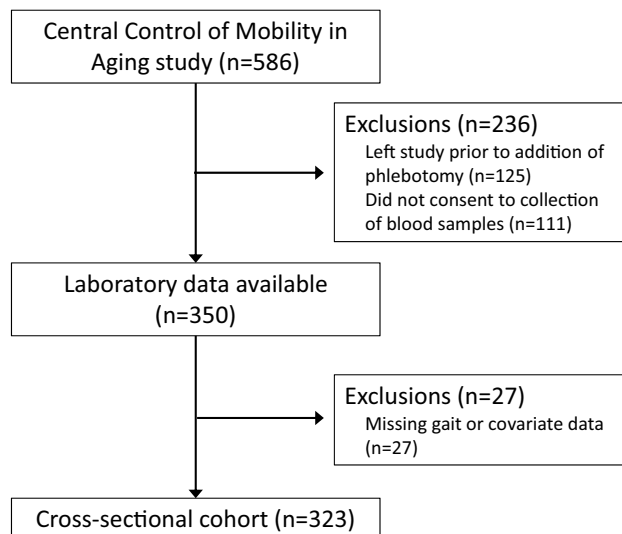 Central Control of Mobility in
Aging study (n=586)
Exclusions (n=236)
Left study prior to addition of
phlebotomy (n=125)
Did not consent to collection
of blood samples (n=111)
Laboratory data available
(n=350)
Exclusions (n=27)
Missing gait or covariate data
(n=27)
Cross-sectional cohort (n=323)